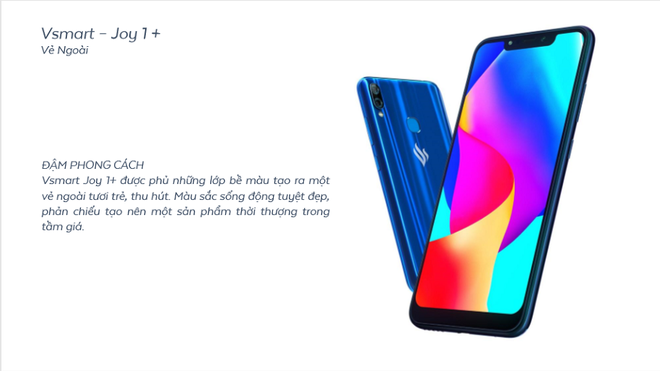 Vsmart – Joy 1 +
Vẻ Ngoài
ĐẬM PHONG CÁCH
Vsmart Joy 1+ được phủ những lớp bề màu tạo ra một
vẻ ngoài tươi trẻ, thu hút. Màu sắc sống động tuyệt đẹp,
phản chiếu tạo nên một sản phẩm thời thượng trong
tầm giá.